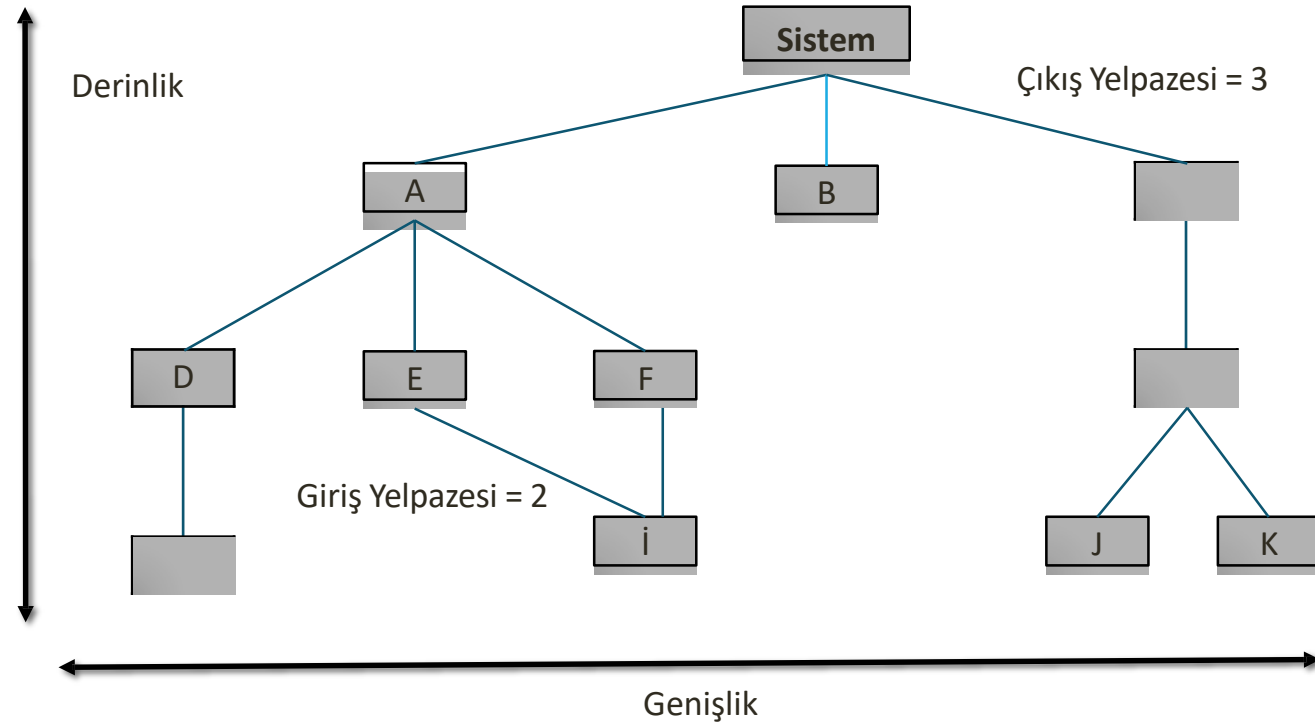 Sistem
Derinlik
Çıkış Yelpazesi = 3
A
B
D
E
F
Giriş Yelpazesi = 2
İ
J
K
Genişlik